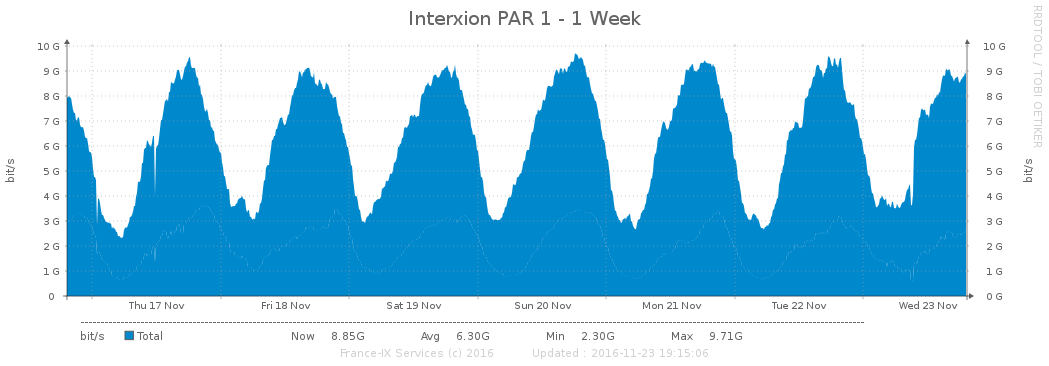 Interxion PAR 1 - 1 Week
RRDTOOL / TOBI OETIKER
10 G 10 G
9 G 9 G
8 G 8 G
7 G 7 G
6 G 6 G
5 G 5 G
4 G 4 G
3 G 3 G
2 G 2 G
1 G 1 G
0 0 G
bit/s bit/s
Thu 17 Nov Fri 18 Nov Sat 19 Nov Sun 20 Nov Mon 21 Nov Tue 22 Nov Wed 23 Nov
bit/s Total Now 8.85G Avg 6.30G Min 2.30G Max 9.71G
France-IX Services (c) 2016 Updated : 2016-11-23 19:15:06